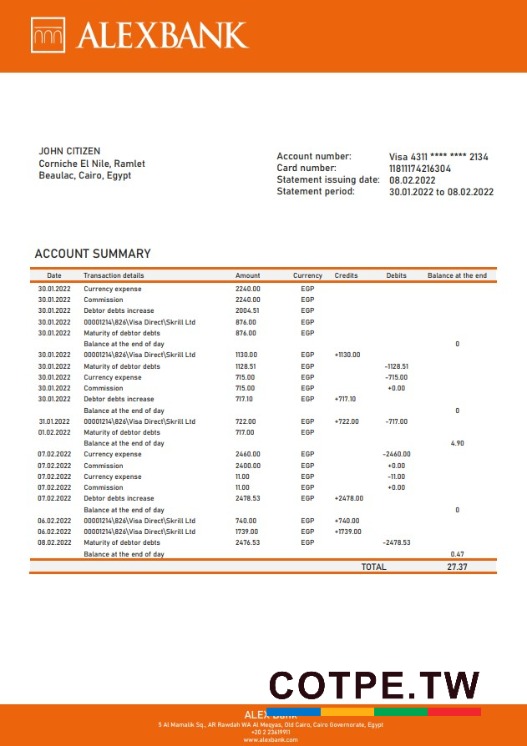 ALEXBANK
JOHN CITIZEN
Corniche El Nile, Ramlet
Beaulac, Cairo, Egypt
Account number: Visa 4311 **** **** 2134
Card number: 11811174216304
Statement issuing date: 08.02.2022
Statement period: 30.01.2022 to 08.02.2022
ACCOUNT SUMMARY
Date Transaction details Amount Currency Credits Debits Balance at the end
30.01.2022 Currency expense 2240.00 EGP
30.01.2022 Commission 2240.00 EGP
30.01.2022 Debtor debts increase 2004.51 EGP
30.01.2022 00001214\826\Visa Direct\Skrill Ltd 876.00 EGP
30.01.2022 Maturity of debtor debts 876.00 EGP
Balance at the end of day 0
30.01.2022 00001214\826\Visa Direct\Skrill Ltd 1130.00 EGP +1130.00
30.01.2022 Maturity of debtor debts 1128.51 EGP -1128.51
30.01.2022 Currency expense 715.00 EGP -715.00
30.01.2022 Commission 715.00 EGP +0.00
30.01.2022 Debtor debts increase 717.10 EGP +717.10
Balance at the end of day 0
31.01.2022 00001214\826\Visa Direct\Skrill Ltd 722.00 EGP +722.00 -717.00
01.02.2022 Maturity of debtor debts 717.00 EGP
Balance at the end of day 4.90
07.02.2022 Currency expense 2460.00 EGP -2460.00
07.02.2022 Commission 2400.00 EGP +0.00
07.02.2022 Currency expense 11.00 EGP -11.00
07.02.2022 Commission 11.00 EGP +0.00
07.02.2022 Debtor debts increase 2478.53 EGP +2478.00
Balance at the end of day 0
06.02.2022 00001214\826\Visa Direct\Skrill Ltd 740.00 EGP +740.00
06.02.2022 00001214\826\Visa Direct\Skrill Ltd 1739.00 EGP +1739.00
08.02.2022 Maturity of debtor debts 2476.53 EGP -2478.53
Balance at the end of day 0.47
TOTAL 27.37
COTPE.TW
ALEX Bank
5 Al Mamalik Sq., AR Rawdah WA Al Meqyas, Old Cairo, Cairo Governorate, Egypt
+20 2 23619911
www.alexbank.com